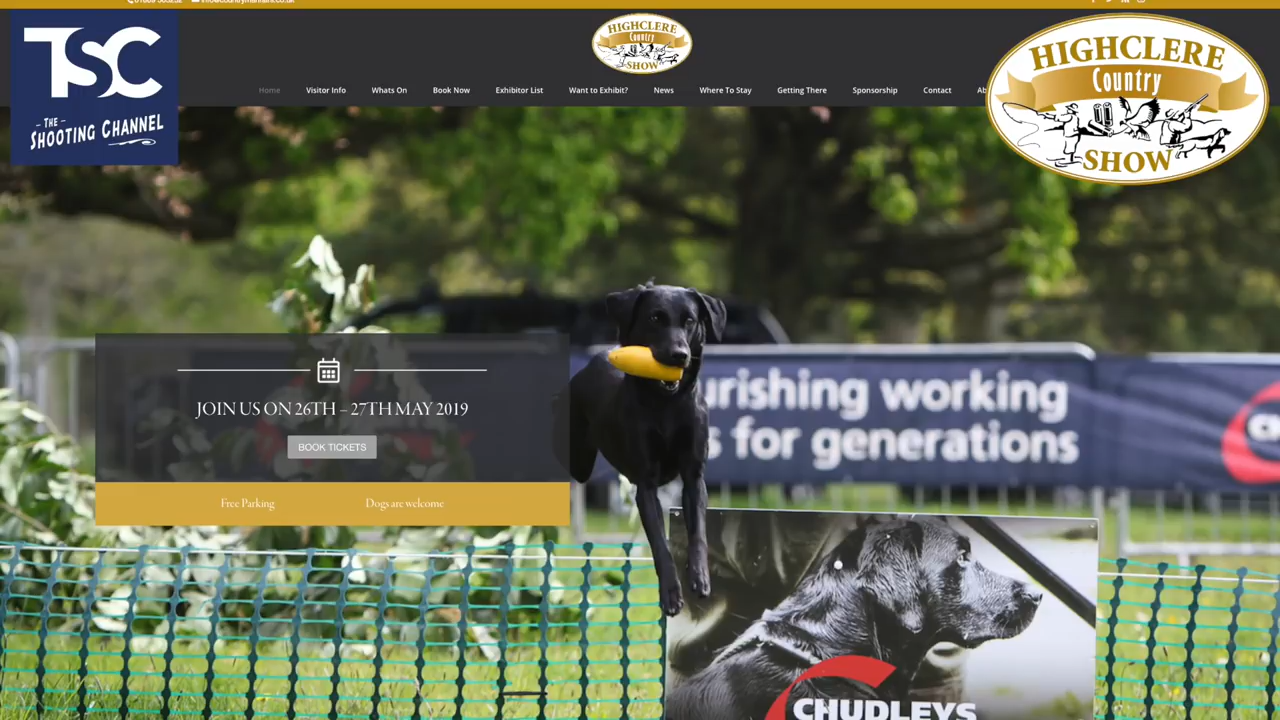 TSC
- THE -
SHOOTING CHANNEL
HIGHCLERE
Country
SHOW
HIGHCLERE
Country
SHOW
Home
Visitor Info
Whats On
Book Now
Exhibitor List
Want to Exhibit?
News
Where To Stay
Getting There
Sponsorship
Contact
JOIN US ON 26TH – 27TH MAY 2019
BOOK TICKETS
Free Parking
Dogs are welcome
urishing working
s for generations
CHUDLEYS